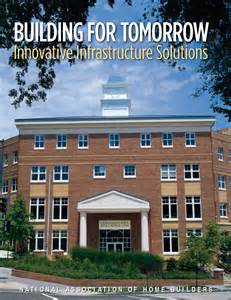 BUILDING FOR TOMORROW
Innovative Infrastructure Solutions
NATIONAL ASSOCIATION OF HOME BUILDERS